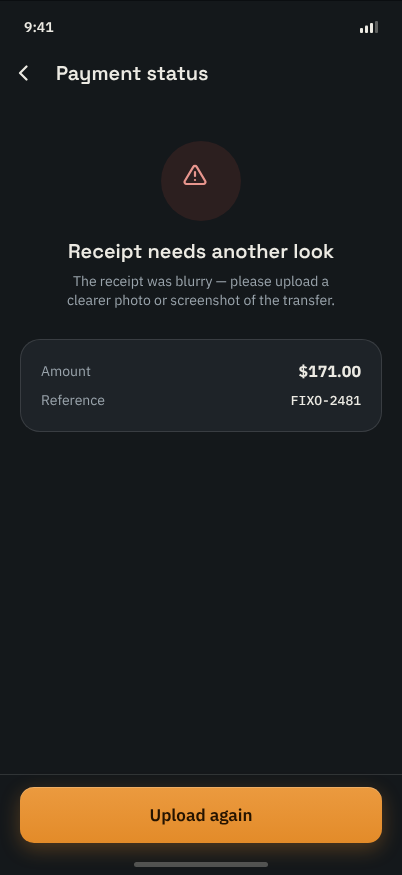 9:41
Payment status
Receipt needs another look
The receipt was blurry — please upload a
clearer photo or screenshot of the transfer.
Amount $171.00
Reference FIXO-2481
Upload again